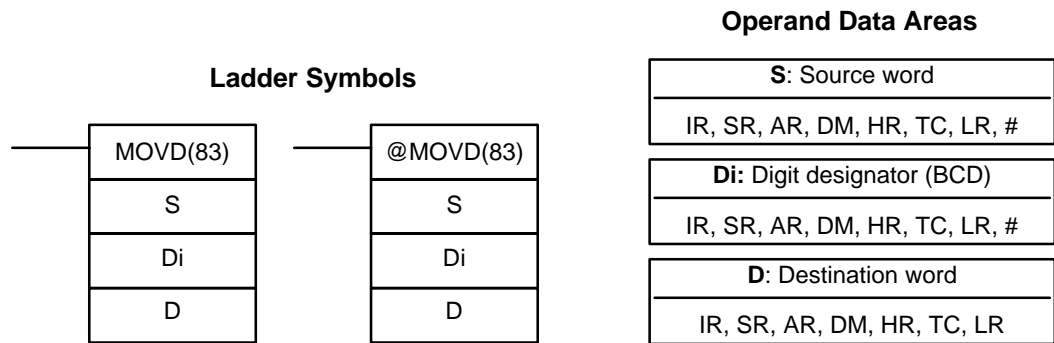 Ladder Symbols
MOVD(83)
S
Di
D
@MOVD(83)
S
Di
D
Operand Data Areas
S: Source word
IR, SR, AR, DM, HR, TC, LR, #
Di: Digit designator (BCD)
IR, SR, AR, DM, HR, TC, LR, #
D: Destination word
IR, SR, AR, DM, HR, TC, LR